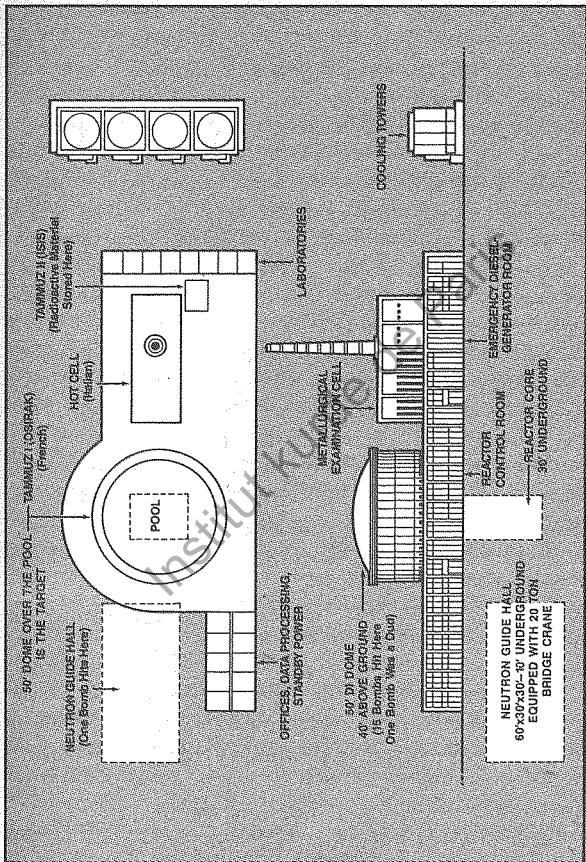 50' DOME OVER THE POOL
IS THE TARGET
TAMMUZ I (OSIRAK)
(French)
NEUTRON GUIDE HALL
(One Bomb Hits Here)
HOT CELL
(Italian)
TAMMUZ II (ISIS)
(Radioactive Material
Stored Here)
POOL
OFFICES, DATA PROCESSING,
STANDBY POWER
LABORATORIES
50' DI DOME
40' ABOVE GROUND
(15 Bombs Hit Here
One Bomb Was a Dud)
METALLURGICAL
EXAMINATION CELL
COOLING TOWERS
NEUTRON GUIDE HALL
60'x30'x30'–10' UNDERGROUND
EQUIPPED WITH 20 TON
BRIDGE CRANE
REACTOR
CONTROL ROOM
REACTOR CORE
30' UNDERGROUND
EMERGENCY DIESEL
GENERATOR ROOM
Institut kurde de Paris